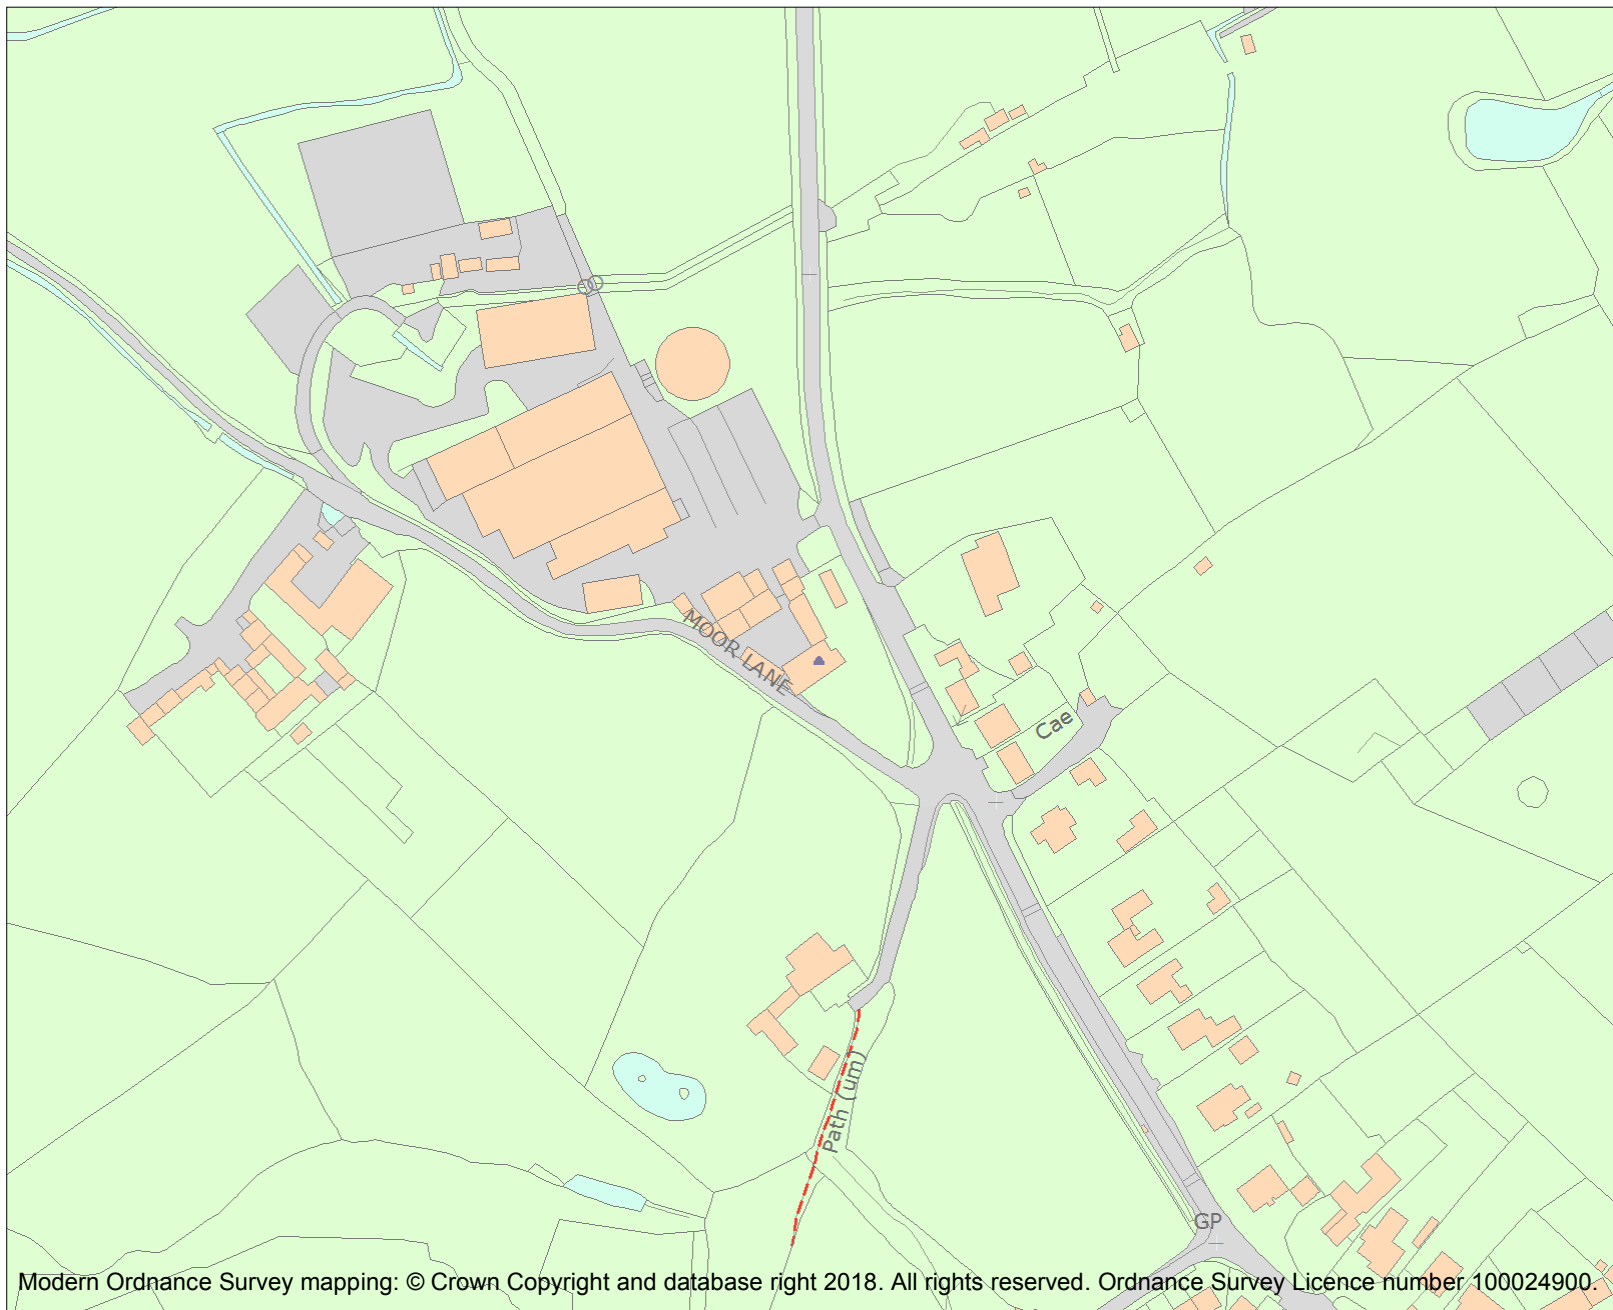 MOOR LANE
Cae
Path (um)
GP
Modern Ordnance Survey mapping: © Crown Copyright and database right 2018. All rights reserved. Ordnance Survey Licence number 100024900.